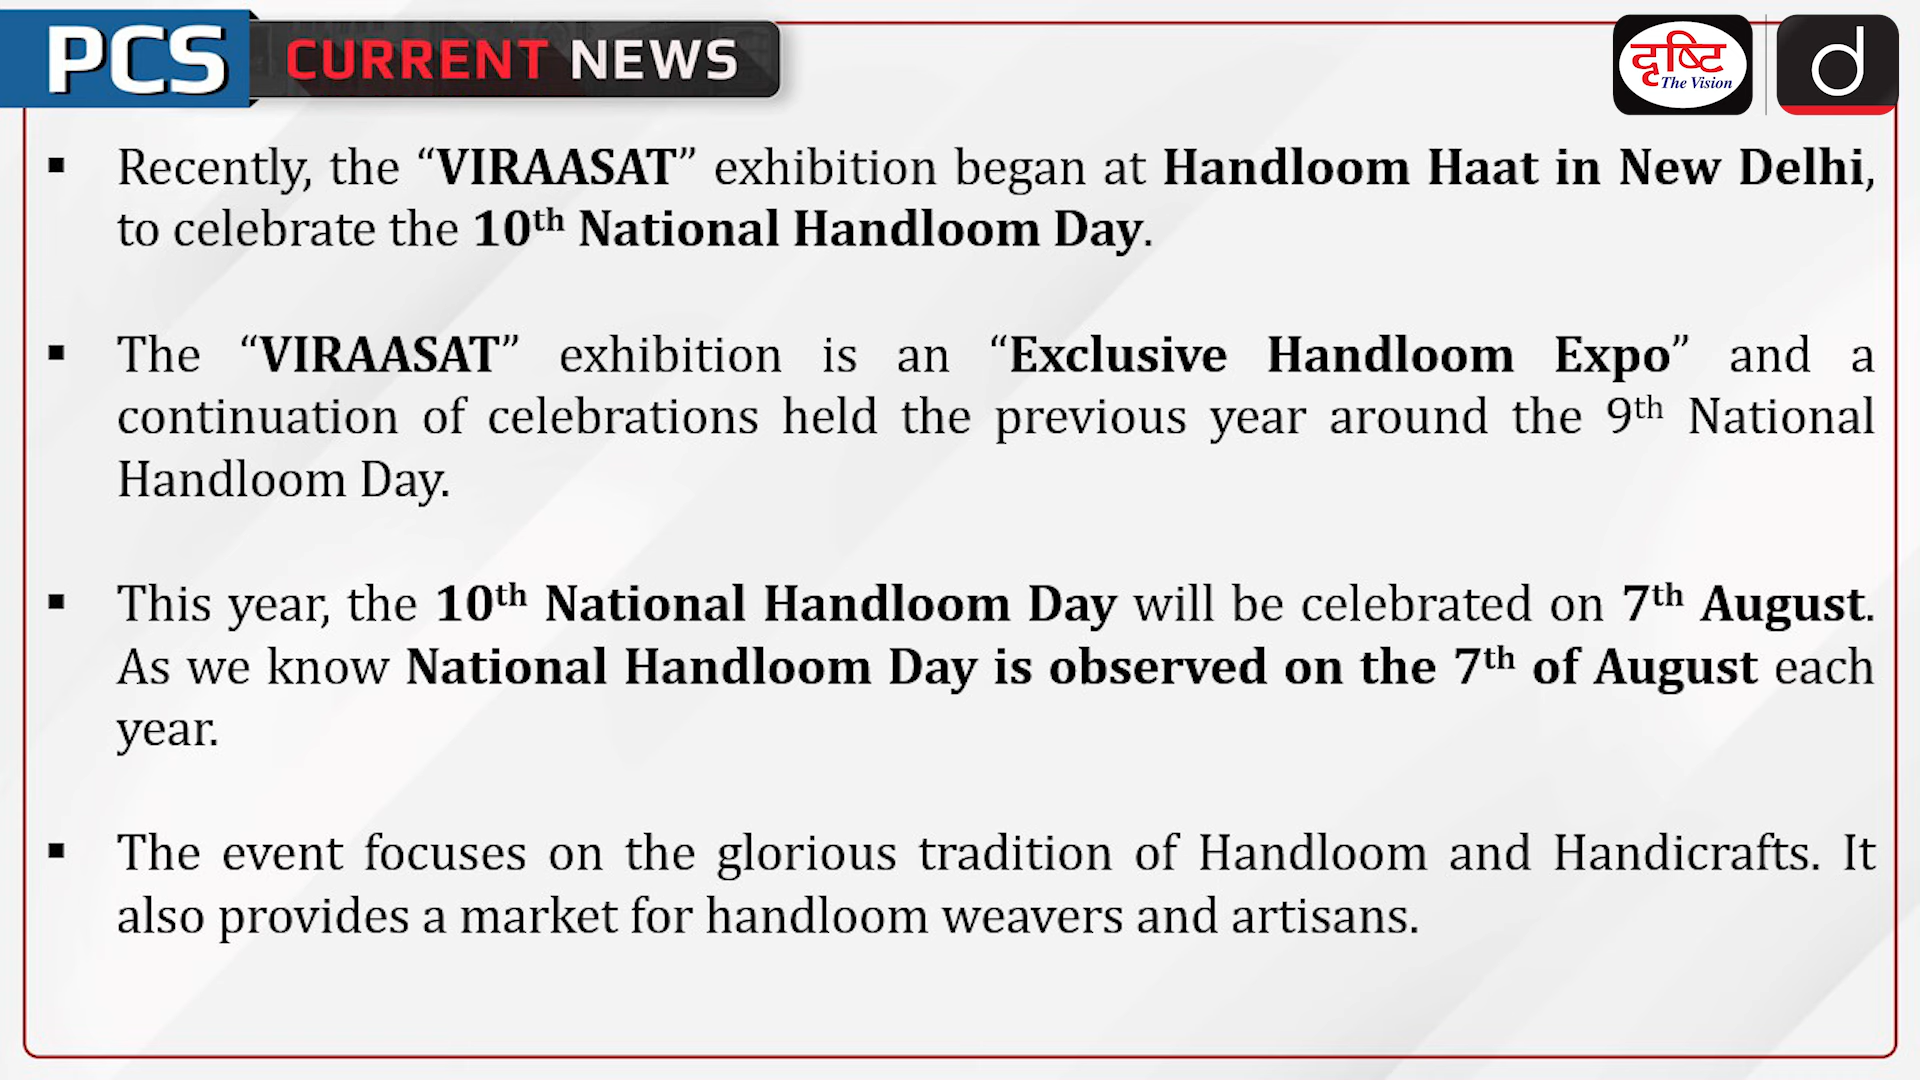 PCS CURRENT NEWS
दृष्टि
The Vision
d
▪ Recently, the “VIRAASAT” exhibition began at Handloom Haat in New Delhi,
to celebrate the 10th National Handloom Day.
▪ The “VIRAASAT” exhibition is an “Exclusive Handloom Expo” and a
continuation of celebrations held the previous year around the 9th National
Handloom Day.
▪ This year, the 10th National Handloom Day will be celebrated on 7th August.
As we know National Handloom Day is observed on the 7th of August each
year.
▪ The event focuses on the glorious tradition of Handloom and Handicrafts. It
also provides a market for handloom weavers and artisans.